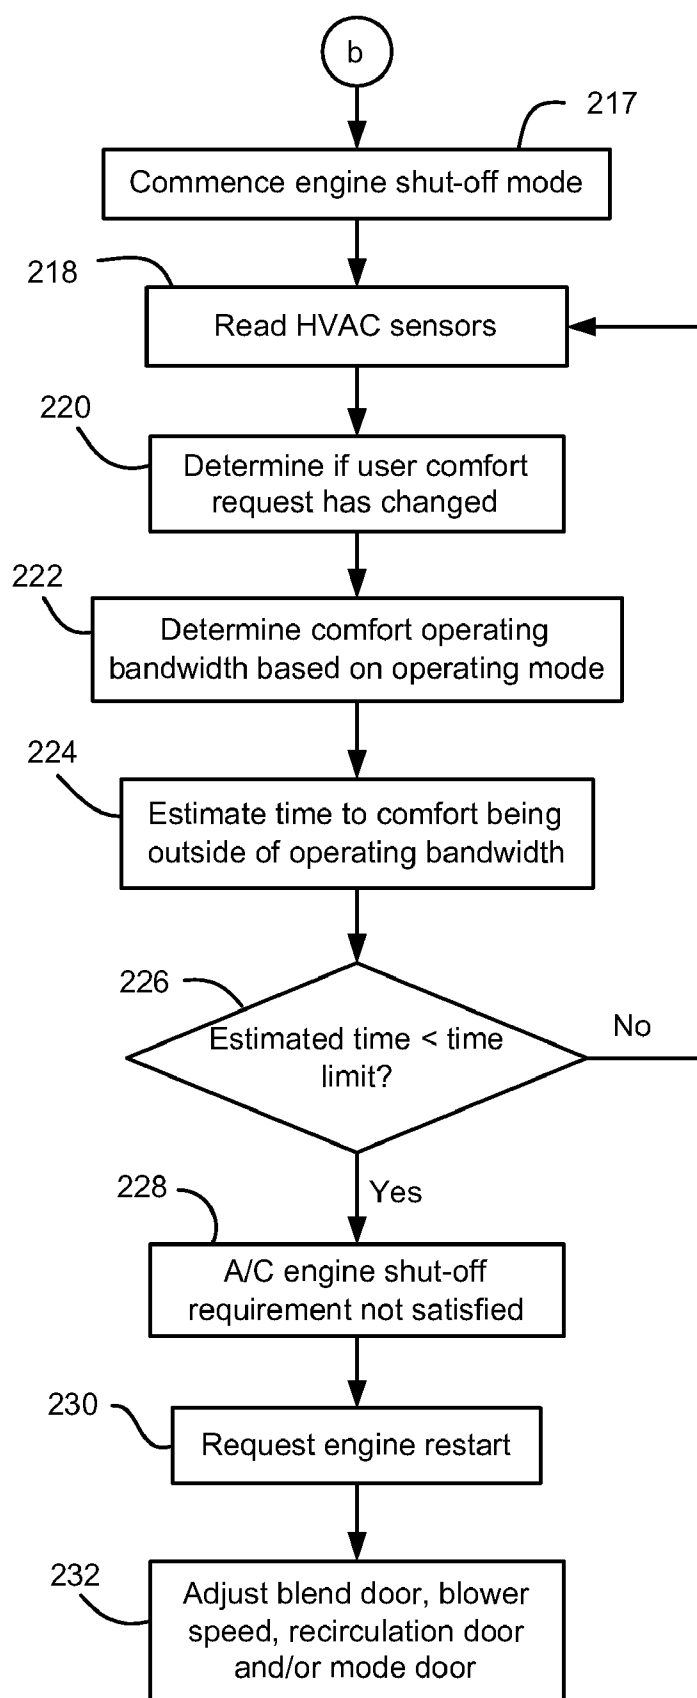 b
217
Commence engine shut-off mode
218
Read HVAC sensors
220
Determine if user comfort
request has changed
222
Determine comfort operating
bandwidth based on operating mode
224
Estimate time to comfort being
outside of operating bandwidth
226
Estimated time < time
limit?
No
Yes
228
A/C engine shut-off
requirement not satisfied
230
Request engine restart
232
Adjust blend door, blower
speed, recirculation door
and/or mode door